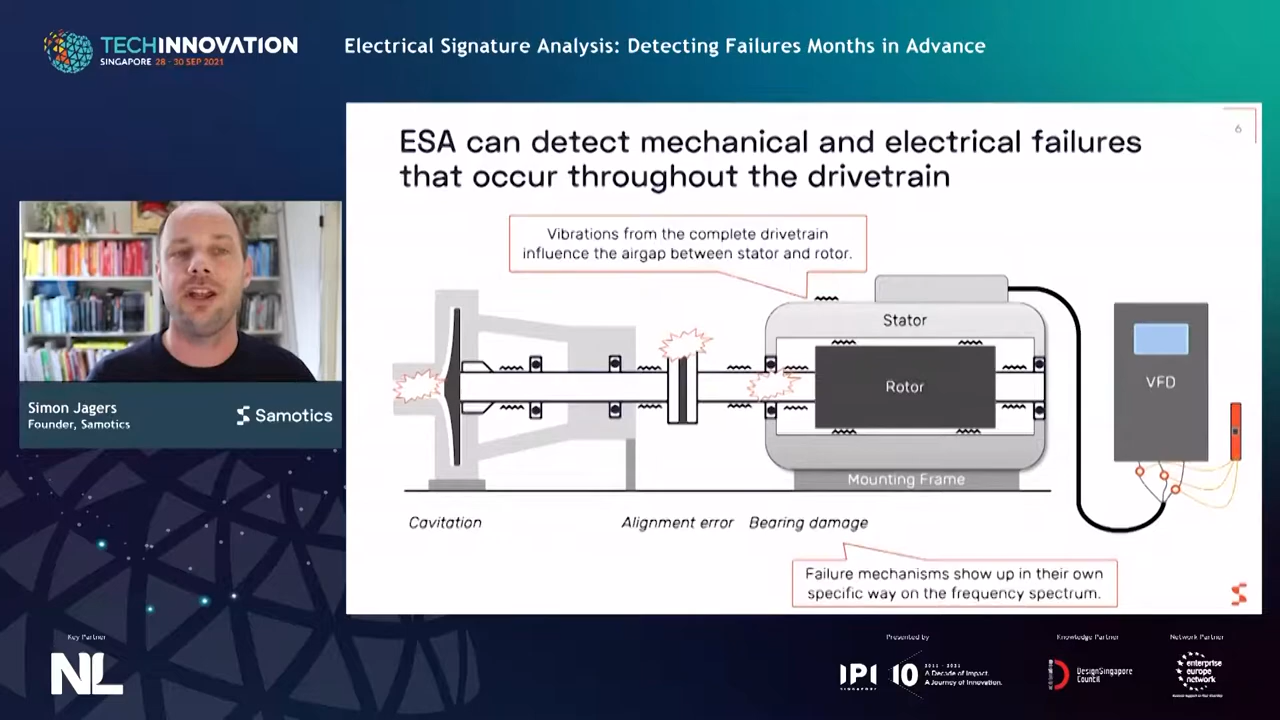 TECHINNOVATION
SINGAPORE 28 - 30 SEP 2021
Electrical Signature Analysis: Detecting Failures Months in Advance
6
ESA can detect mechanical and electrical failures
that occur throughout the drivetrain
Vibrations from the complete drivetrain
influence the airgap between stator and rotor.
Stator
Rotor
VFD
Mounting Frame
Cavitation
Alignment error
Bearing damage
Failure mechanisms show up in their own
specific way on the frequency spectrum.
Simon Jagers
Founder, Samotics
Samotics
Key Partner
NL
Presented by
IPI
SINGAPORE
10
2011 - 2021
A Decade of Impact.
A Journey of Innovation.
Knowledge Partner
DesignSingapore
Council
Network Partner
enterprise
europe
network